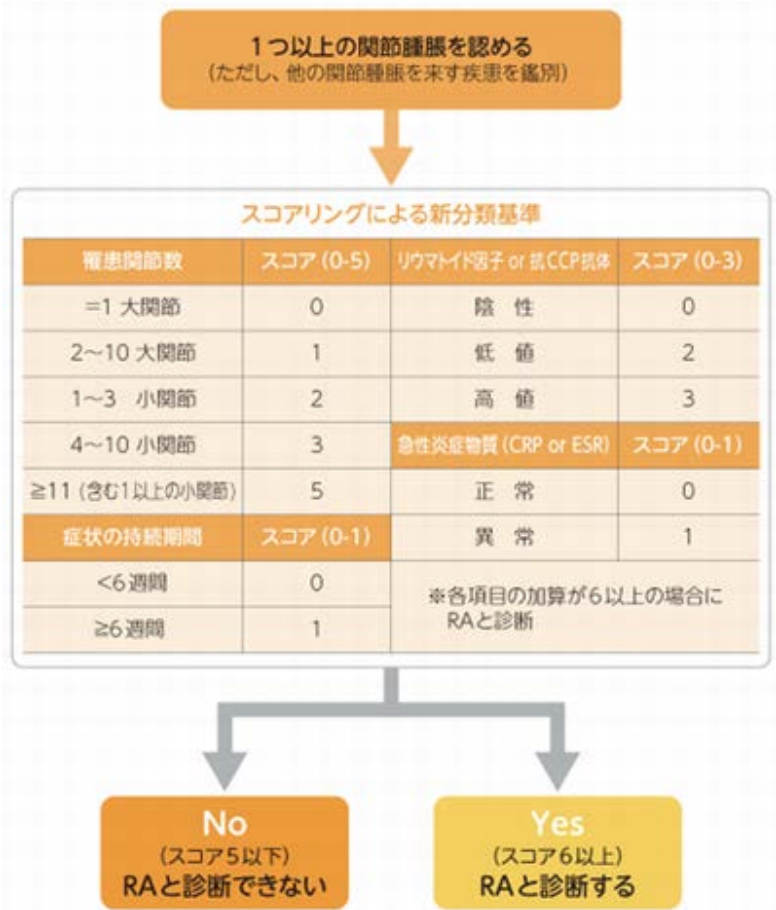 1つ以上の関節腫脹を認める
(ただし、他の関節腫脹を来す疾患を鑑別)
スコアリングによる新分類基準
罹患関節数 スコア(0-5) リウマトイド因子 or 抗CCP抗体 スコア(0-3)
=1 大関節 0 陰 性 0
2〜10 大関節 1 低 値 2
1〜3 小関節 2 高 値 3
4〜10 小関節 3 急性炎症物質(CRP or ESR) スコア(0-1)
≧11(含む1以上の小関節) 5 正 常 0
症状の持続期間 スコア(0-1) 異 常 1
<6週間 0
≥6週間 1
※各項目の加算が6以上の場合に
RAと診断
No
(スコア5以下)
RAと診断できない
Yes
(スコア6以上)
RAと診断する